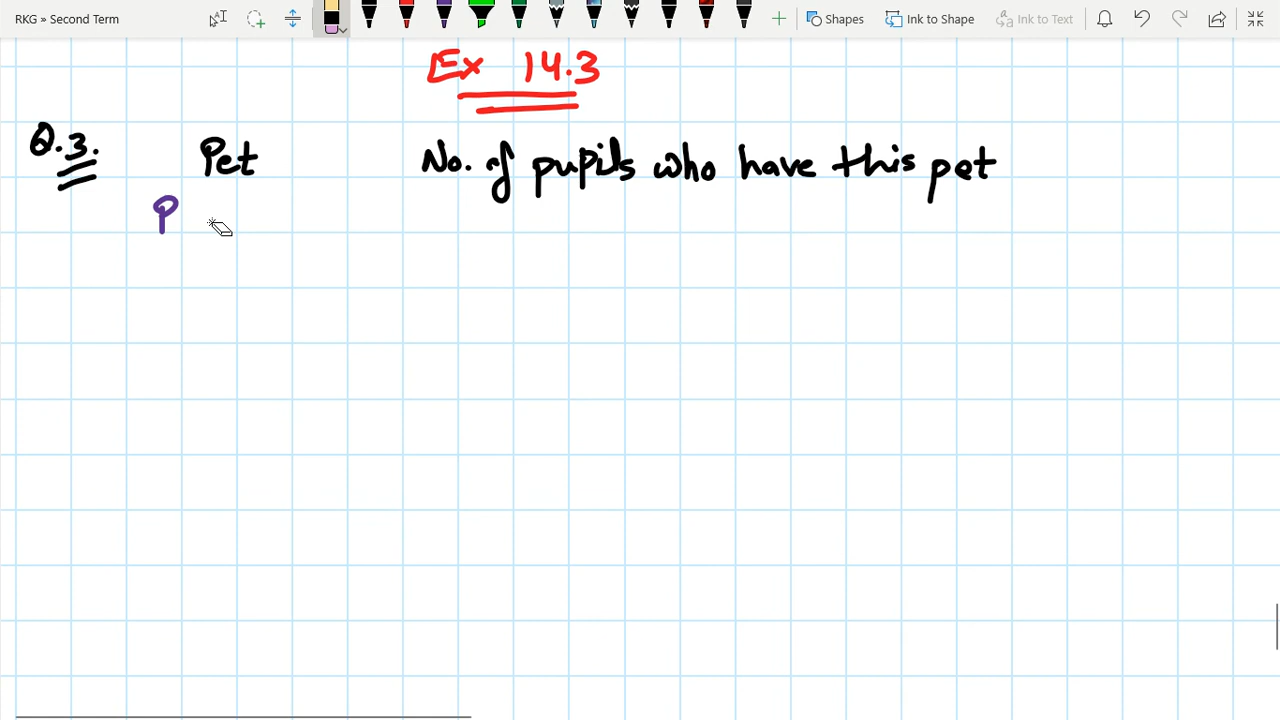 RKG » Second Term
Shapes
Ink to Shape
Ink to Text
Ex 14.3
Q.3. Pet No. of pupils who have this pet
P